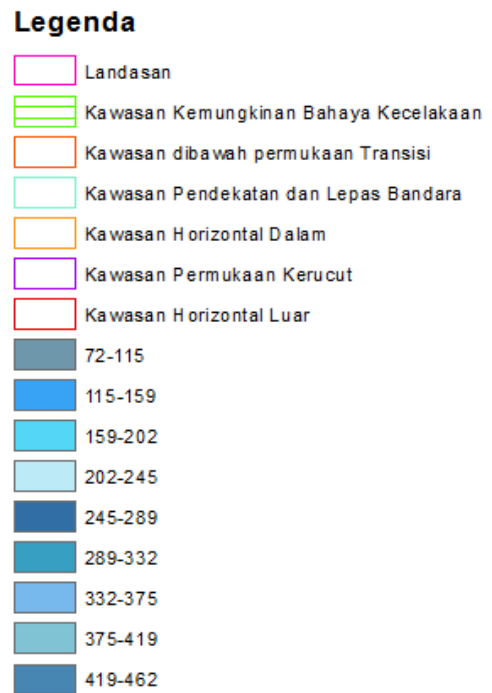 Legenda
Landasan
Kawasan Kemungkinan Bahaya Kecelakaan
Kawasan dibawah permukaan Transisi
Kawasan Pendekatan dan Lepas Bandara
Kawasan Horizontal Dalam
Kawasan Permukaan Kerucut
Kawasan Horizontal Luar
72-115
115-159
159-202
202-245
245-289
289-332
332-375
375-419
419-462